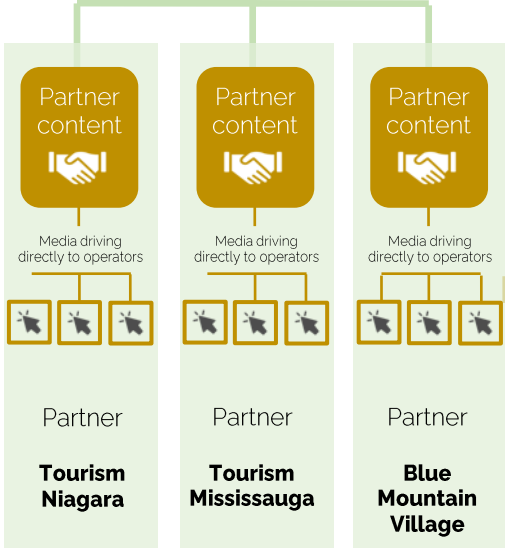 Partner
content
Media driving
directly to operators
Partner
Tourism
Niagara
Partner
content
Media driving
directly to operators
Partner
Tourism
Mississauga
Partner
content
Media driving
directly to operators
Partner
Blue
Mountain
Village